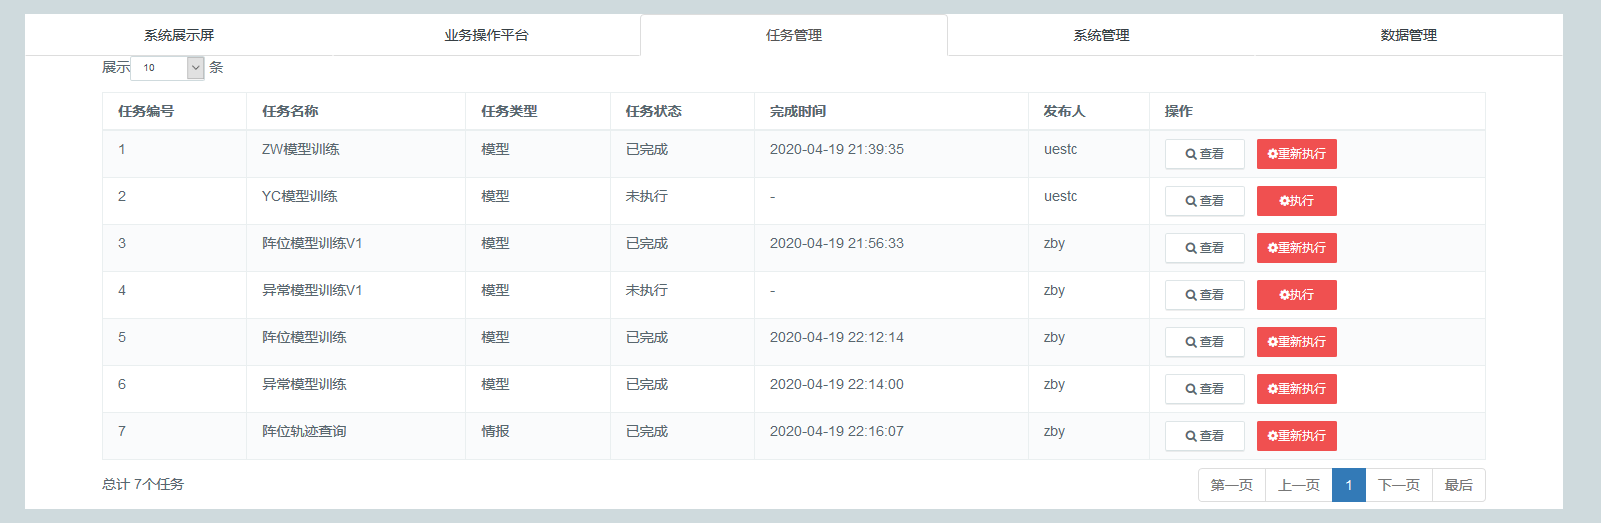 系统展示屏 业务操作平台 任务管理 系统管理 数据管理
展示 10 条
任务编号 任务名称 任务类型 任务状态 完成时间 发布人 操作
1 ZW模型训练 模型 已完成 2020-04-19 21:39:35 uestc 查看 重新执行
2 YC模型训练 模型 未执行 - uestc 查看 执行
3 阵位模型训练V1 模型 已完成 2020-04-19 21:56:33 zby 查看 重新执行
4 异常模型训练V1 模型 未执行 - zby 查看 执行
5 阵位模型训练 模型 已完成 2020-04-19 22:12:14 zby 查看 重新执行
6 异常模型训练 模型 已完成 2020-04-19 22:14:00 zby 查看 重新执行
7 阵位轨迹查询 情报 已完成 2020-04-19 22:16:07 zby 查看 重新执行
总计 7个任务 第一页 上一页 1 下一页 最后